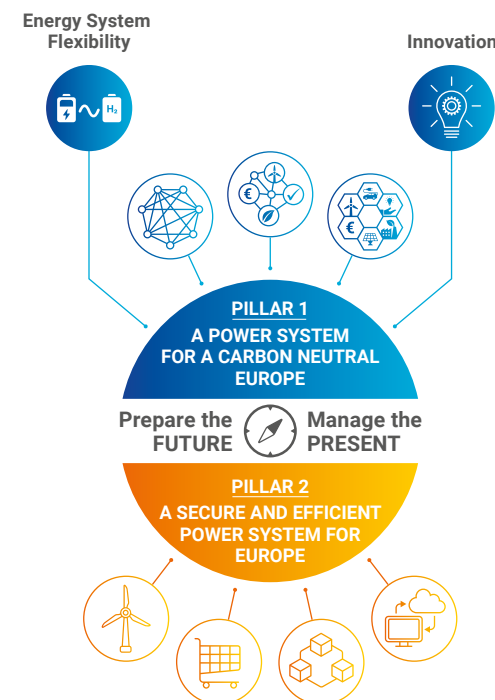 Energy System
Flexibility
Innovation
H₂
€
€
PILLAR 1
A POWER SYSTEM
FOR A CARBON NEUTRAL
EUROPE
Prepare the
FUTURE
Manage the
PRESENT
PILLAR 2
A SECURE AND EFFICIENT
POWER SYSTEM FOR
EUROPE